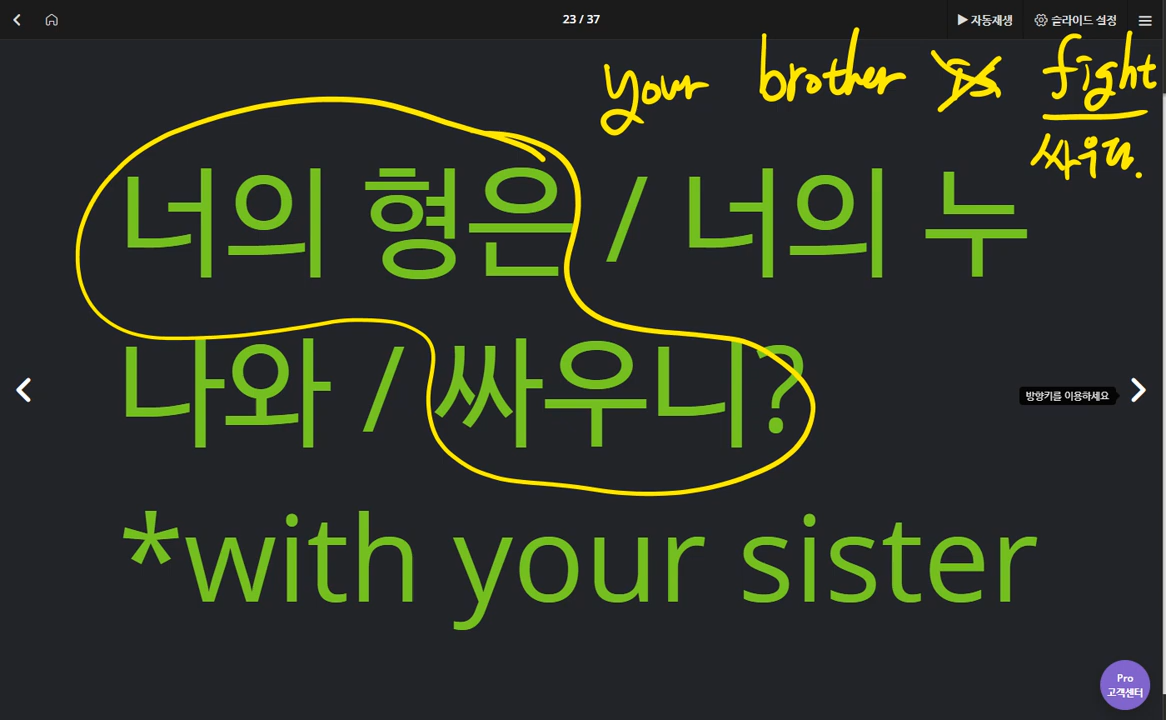 23 / 37
▶ 자동재생
슬라이드 설정
your brother is fight
싸우다.
너의 형은 / 너의 누
나와 / 싸우니?
방향키를 이용하세요
*with your sister
Pro
고객센터